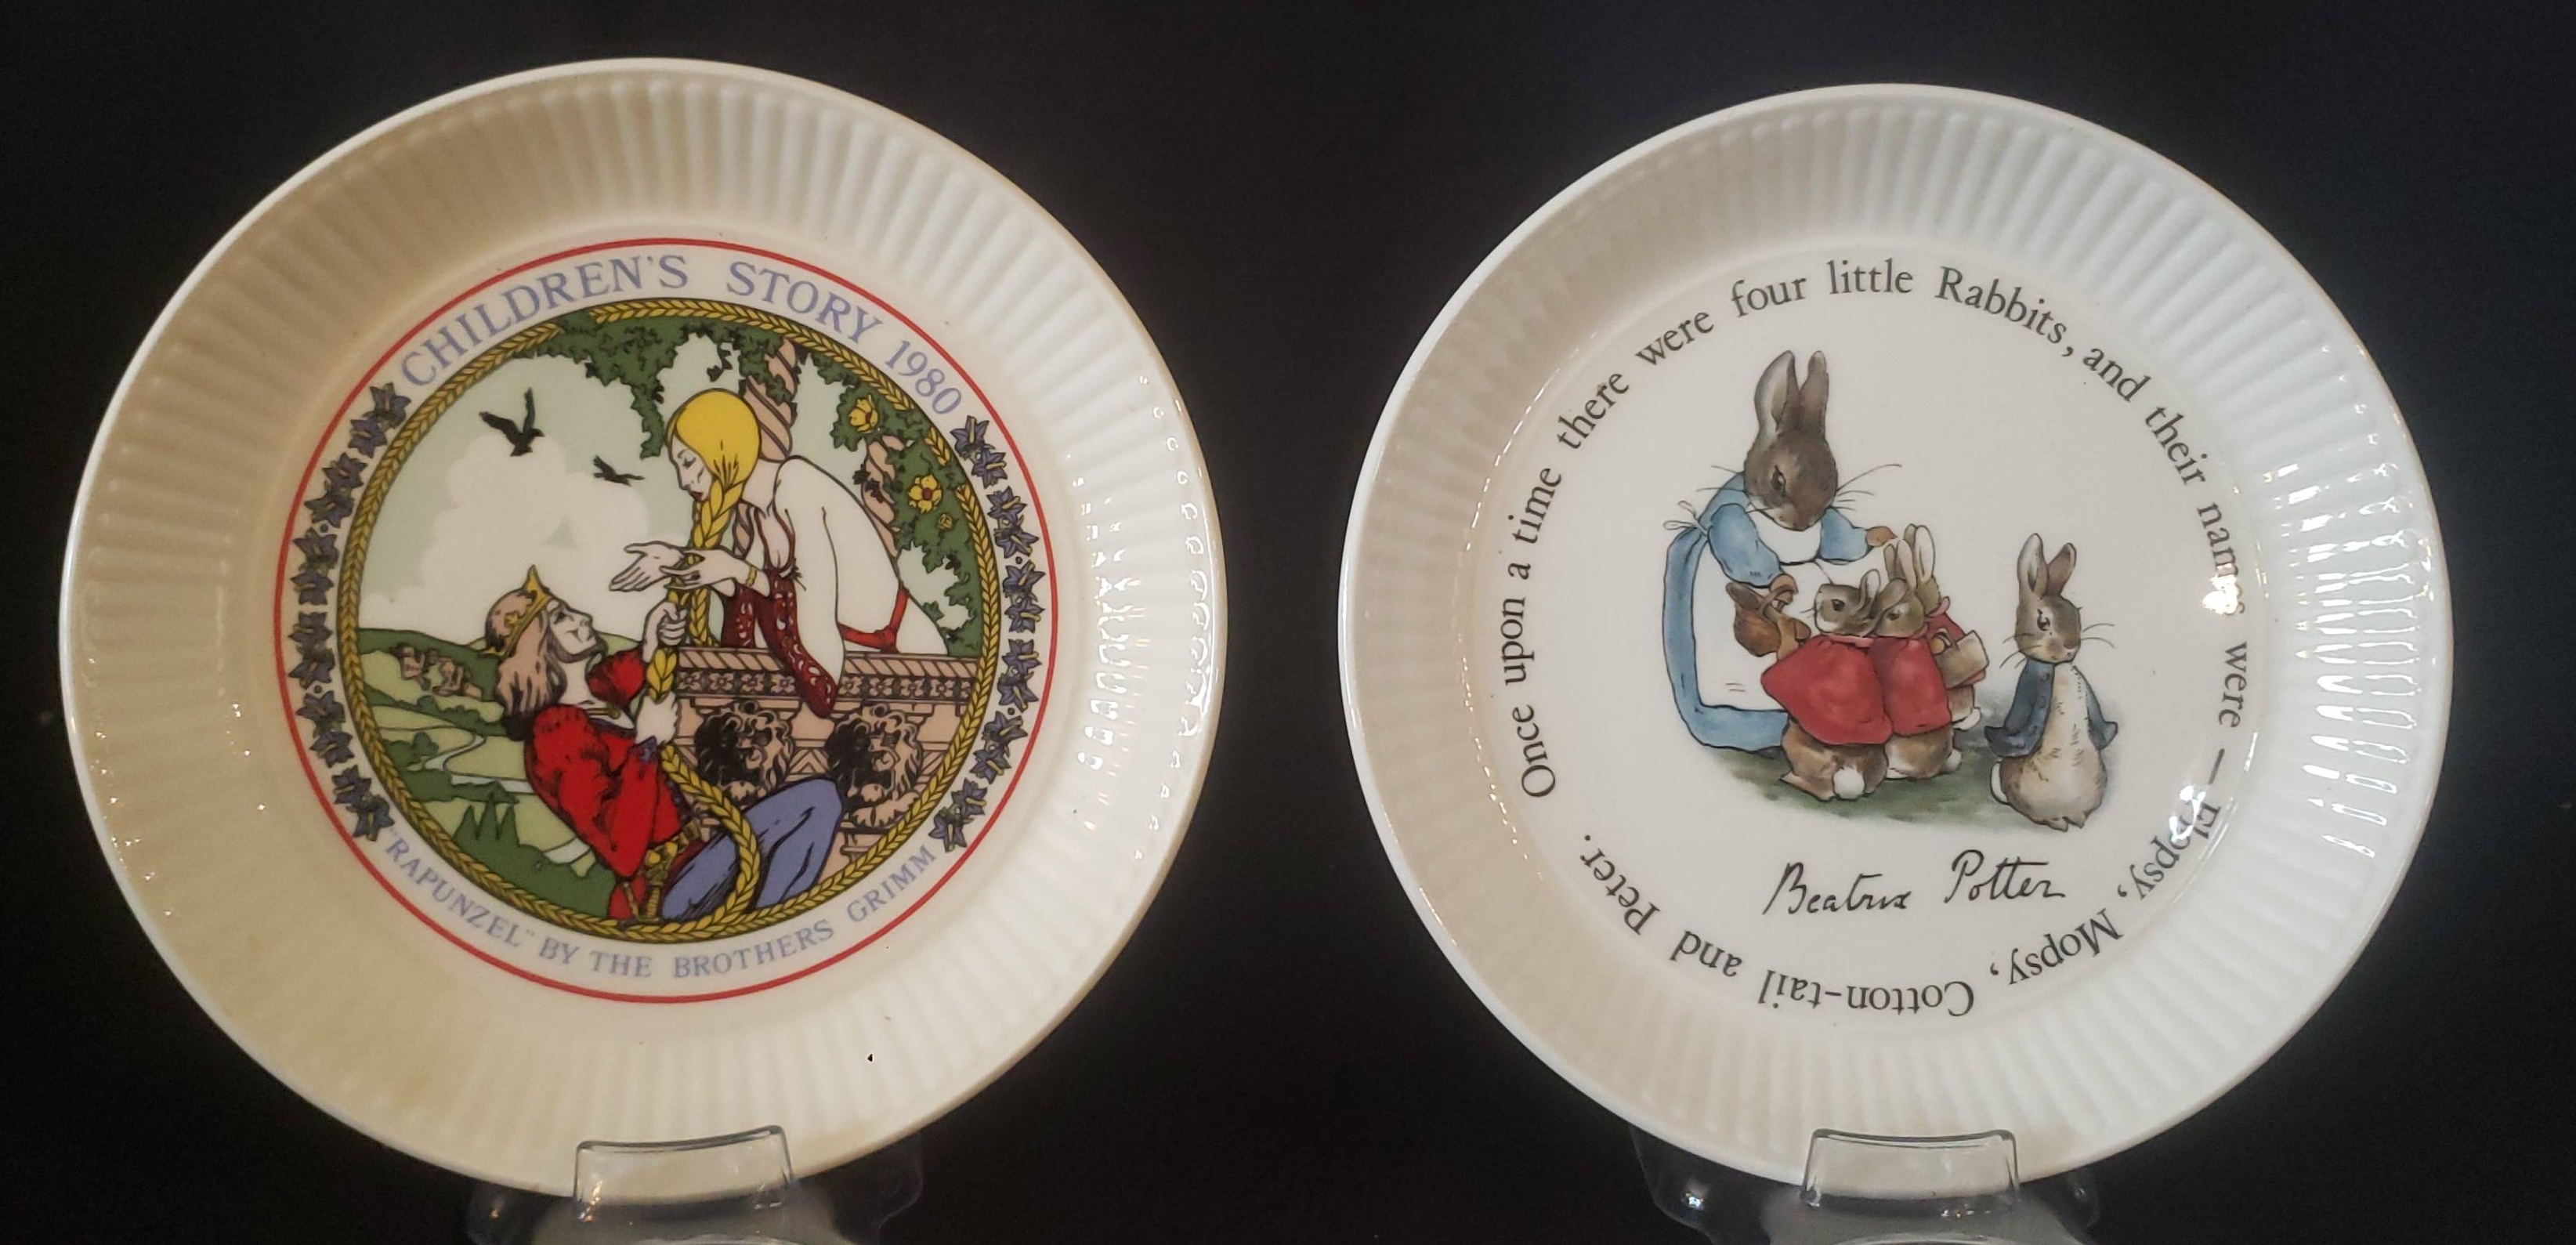 CHILDREN'S STORY 1980
"RAPUNZEL" BY THE BROTHERS GRIMM
Once upon a time there were four little Rabbits, and their names were — Flopsy, Mopsy, Cotton-tail and Peter.
Beatrix Potter